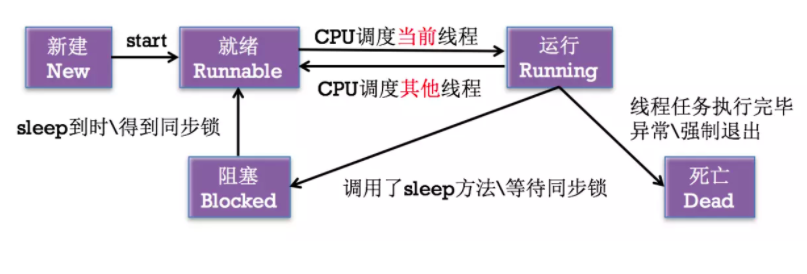 新建
New
start
就绪
Runnable
CPU调度当前线程
CPU调度其他线程
运行
Running
sleep到时\得到同步锁
线程任务执行完毕
异常\强制退出
阻塞
Blocked
调用了sleep方法\等待同步锁
死亡
Dead